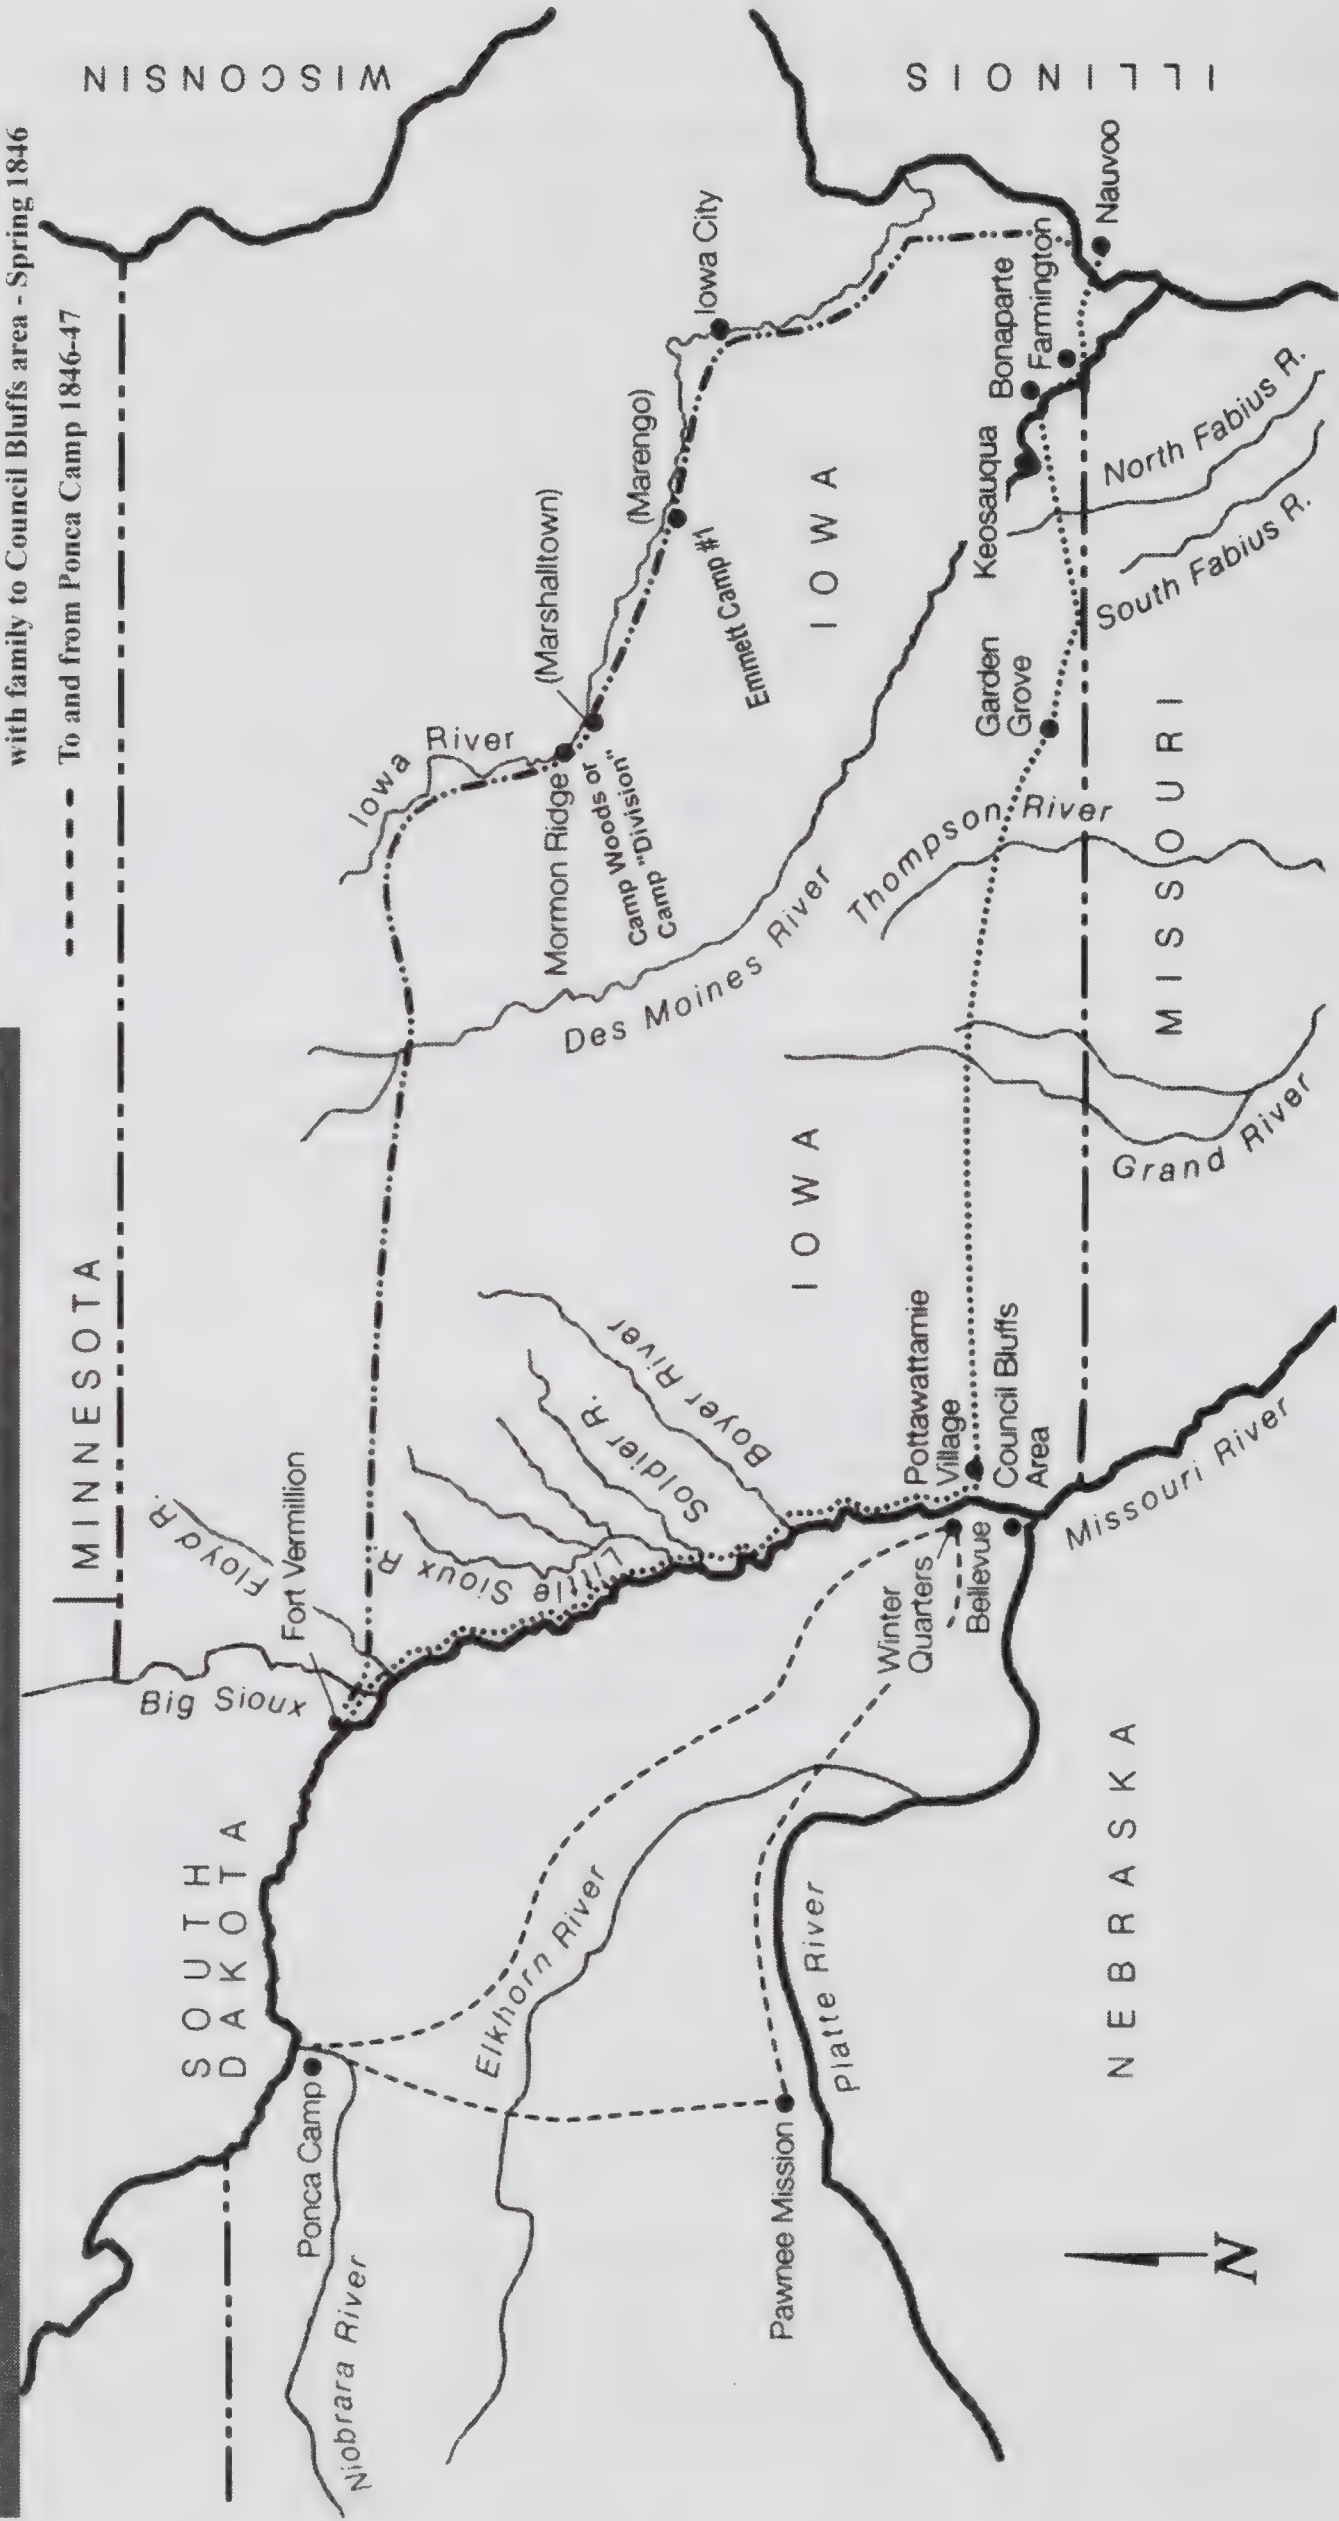 with family to Council Bluffs area - Spring 1846
To and from Ponca Camp 1846-47
MINNESOTA
WISCONSIN
SOUTH
DAKOTA
Big Sioux
Floyd R.
Fort Vermillion
Ponca Camp
Niobrara River
Iowa River
Mormon Ridge
(Marshalltown)
Camp Woods or
Camp "Division"
(Marengo)
Emmett Camp #1
Iowa City
Little Sioux R.
Soldier R.
Boyer River
Des Moines River
Elkhorn River
IOWA
IOWA
ILLINOIS
Pawnee Mission
Platte River
Winter
Quarters
Bellevue
Pottawattamie
Village
Council Bluffs
Area
Thompson River
Garden
Grove
Keosauqua
Bonaparte
Farmington
Nauvoo
Missouri River
Grand River
North Fabius R.
South Fabius R.
NEBRASKA
MISSOURI
N